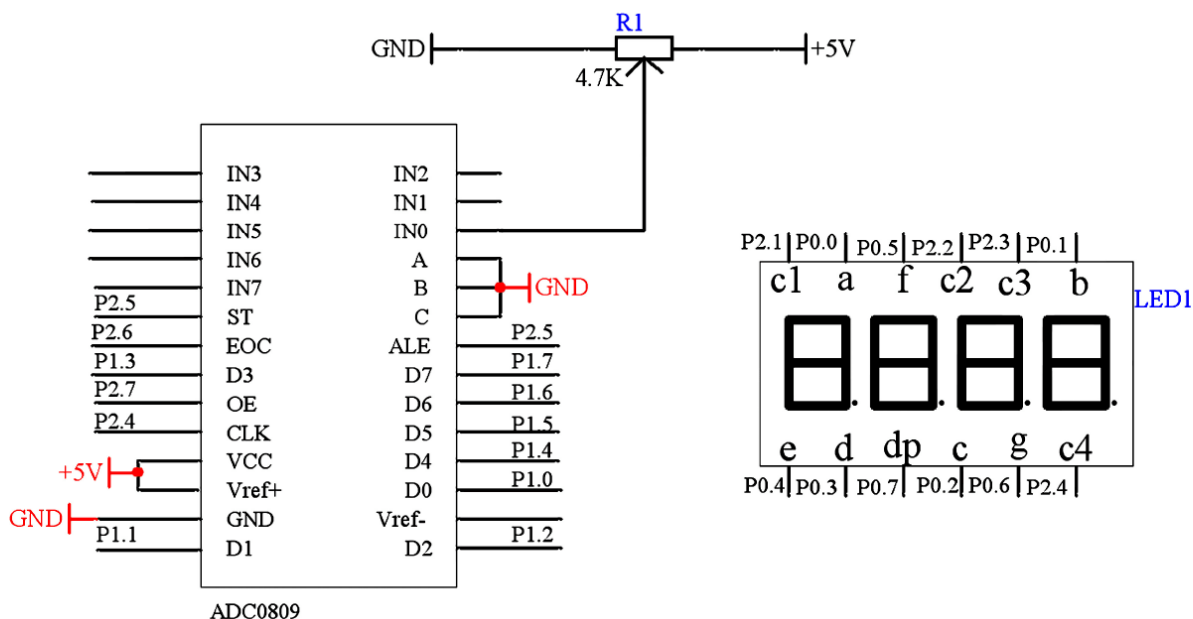 R1
GND
+5V
4.7K
IN3
IN2
IN4
IN1
IN5
IN0
IN6
A
IN7
B
GND
P2.5
ST
C
P2.6
EOC
ALE
P2.5
P1.3
D3
D7
P1.7
P2.7
OE
D6
P1.6
P2.4
CLK
D5
P1.5
+5V
VCC
D4
P1.4
Vref+
D0
P1.0
GND
GND
Vref-
P1.1
D1
D2
P1.2
ADC0809
P2.1 P0.0 P0.5 P2.2 P2.3 P0.1
c1 a f c2 c3 b
LED1
8.8.8.8.
e d dp c g c4
P0.4 P0.3 P0.7 P0.2 P0.6 P2.4